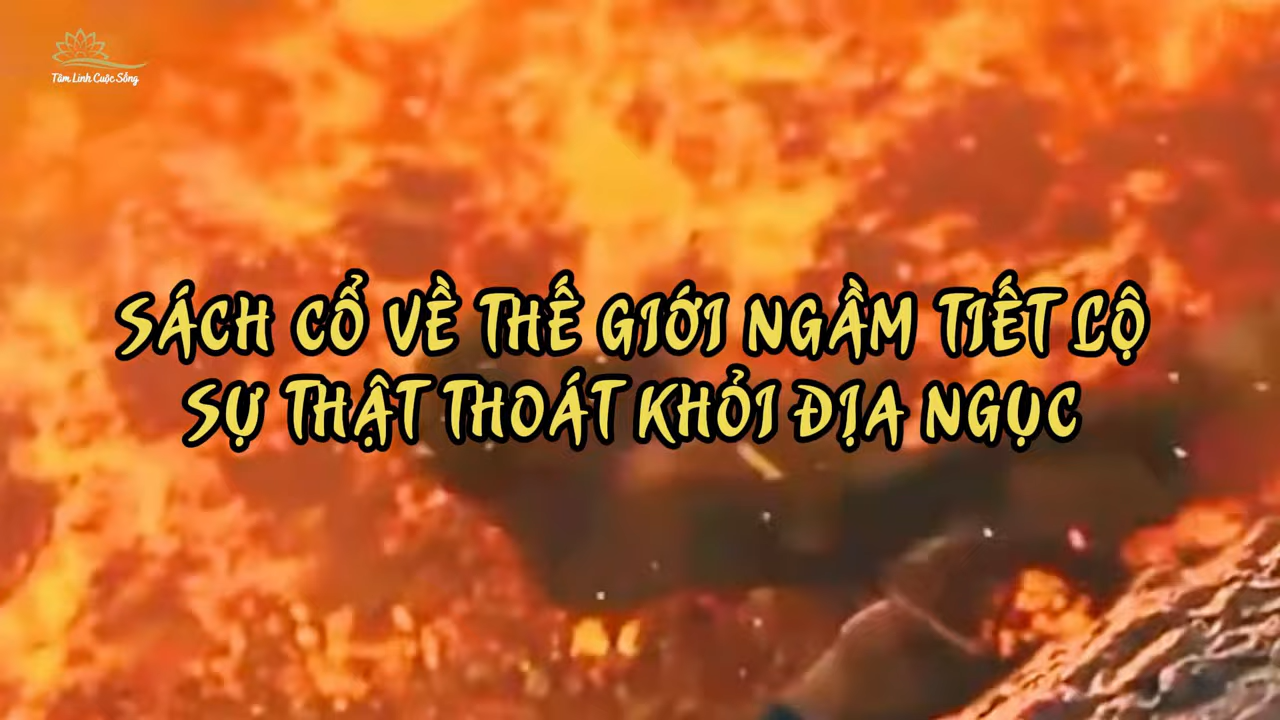 Tâm Linh Cuộc Sống
SÁCH CỔ VỀ THẾ GIỚI NGẦM TIẾT LỘ
SỰ THẬT THOÁT KHỎI ĐỊA NGỤC